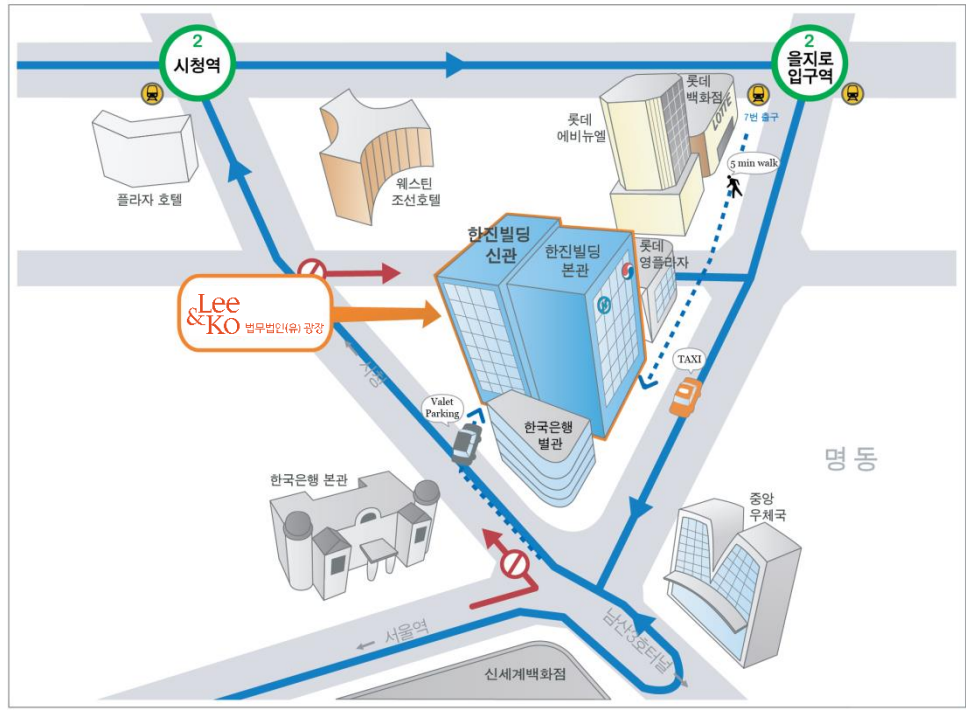 2
시청역
2
을지로
입구역
롯데
백화점
LOTTE
7번 출구
롯데
에비뉴엘
5 min walk
플라자 호텔
웨스틴
조선호텔
한진빌딩
신관
한진빌딩
본관
롯데
영플라자
Lee
&KO 법무법인(유) 광장
시청
TAXI
Valet
Parking
한국은행
별관
명 동
한국은행 본관
중앙
우체국
서울역
남산3호터널
신세계백화점